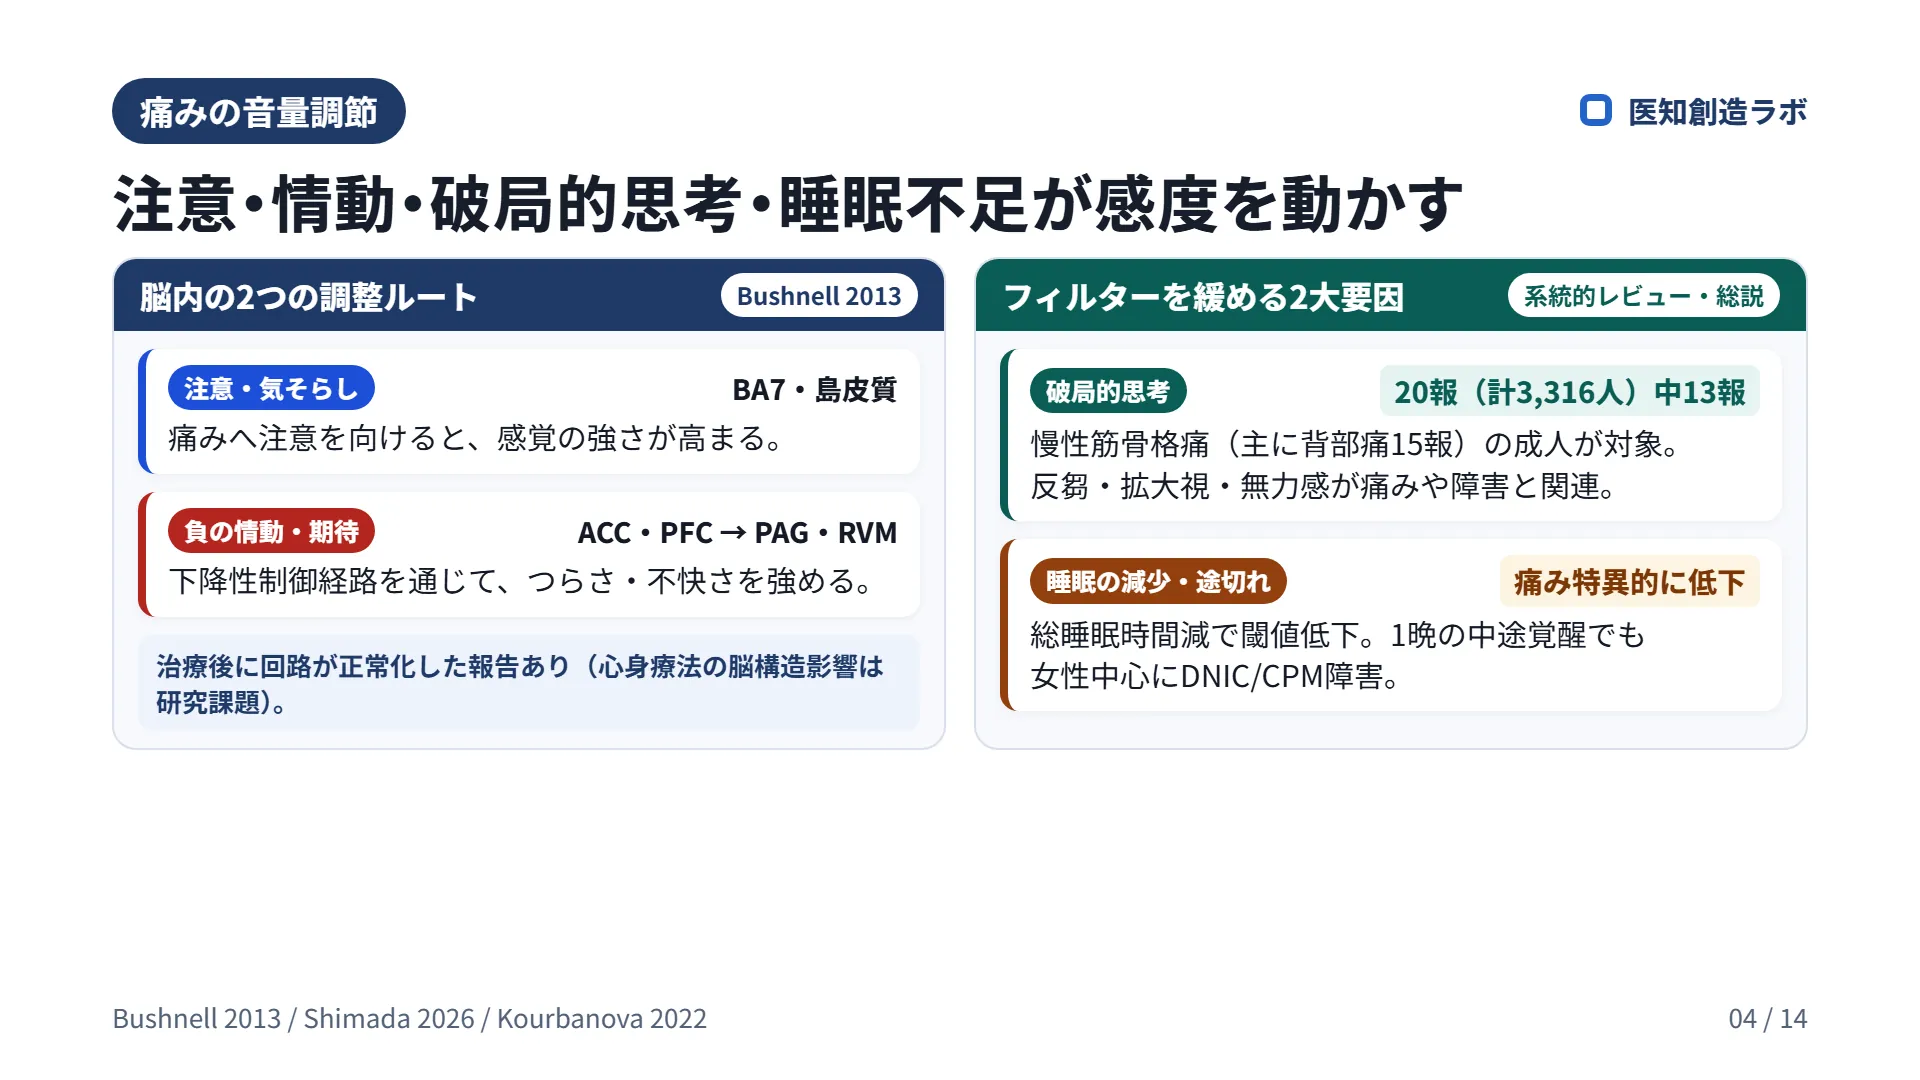 痛みの音量調節
医知創造ラボ
注意・情動・破局的思考・睡眠不足が感度を動かす
脳内の2つの調整ルート
Bushnell 2013
注意・気そらし
BA7・島皮質
痛みへ注意を向けると、感覚の強さが高まる。
負の情動・期待
ACC・PFC → PAG・RVM
下降性制御経路を通じて、つらさ・不快さを強める。
治療後に回路が正常化した報告あり（心身療法の脳構造影響は
研究課題）。
フィルターを緩める2大要因
系統的レビュー・総説
破局的思考
20報（計3,316人）中13報
慢性筋骨格痛（主に背部痛15報）の成人が対象。
反芻・拡大視・無力感が痛みや障害と関連。
睡眠の減少・途切れ
痛み特異的に低下
総睡眠時間減で閾値低下。1晩の中途覚醒でも
女性中心にDNIC/CPM障害。
Bushnell 2013 / Shimada 2026 / Kourbanova 2022
04 / 14